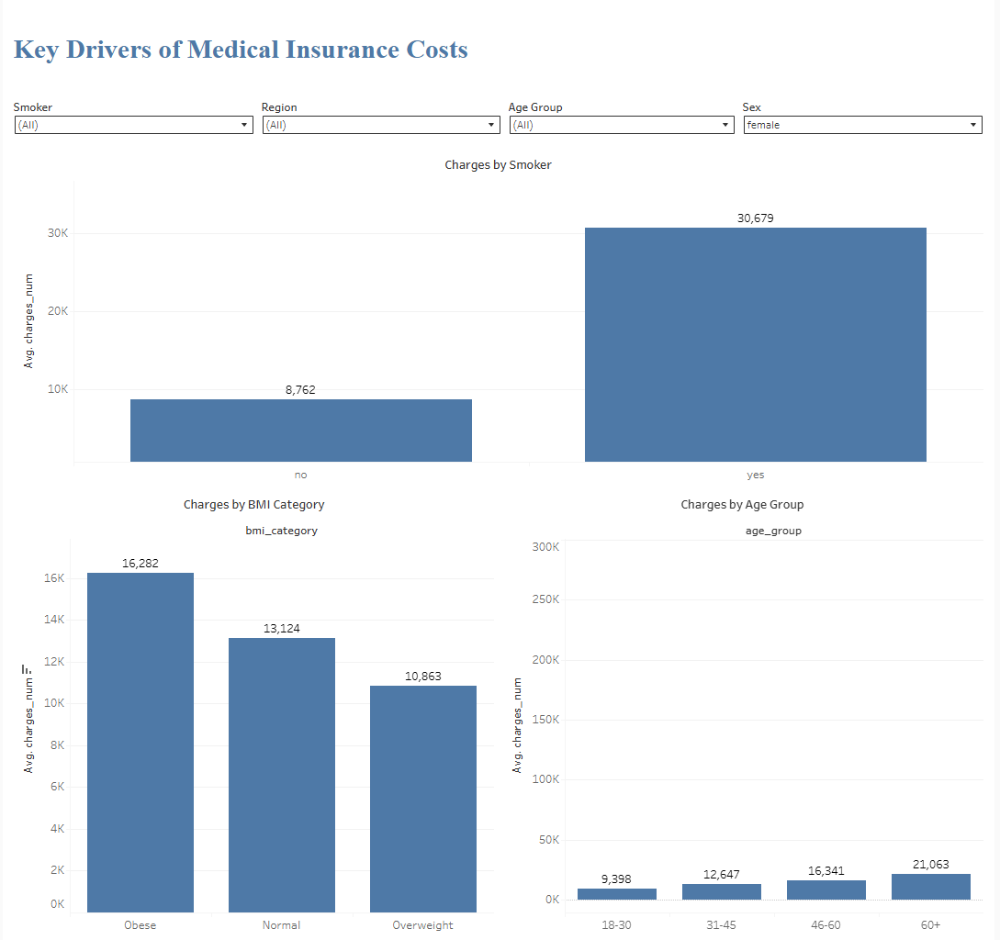 Key Drivers of Medical Insurance Costs
Smoker Region Age Group Sex
(All) (All) (All) female
Charges by Smoker
30,679
30K
20K
Avg. charges_num
10K
8,762
no yes
Charges by BMI Category
bmi_category
16,282
16K
14K
13,124
12K
10,863
10K
Avg. charges_num
8K
6K
4K
2K
0K
Obese Normal Overweight
Charges by Age Group
age_group
300K
250K
200K
150K
Avg. charges_num
100K
50K
0K
9,398 12,647 16,341 21,063
18-30 31-45 46-60 60+